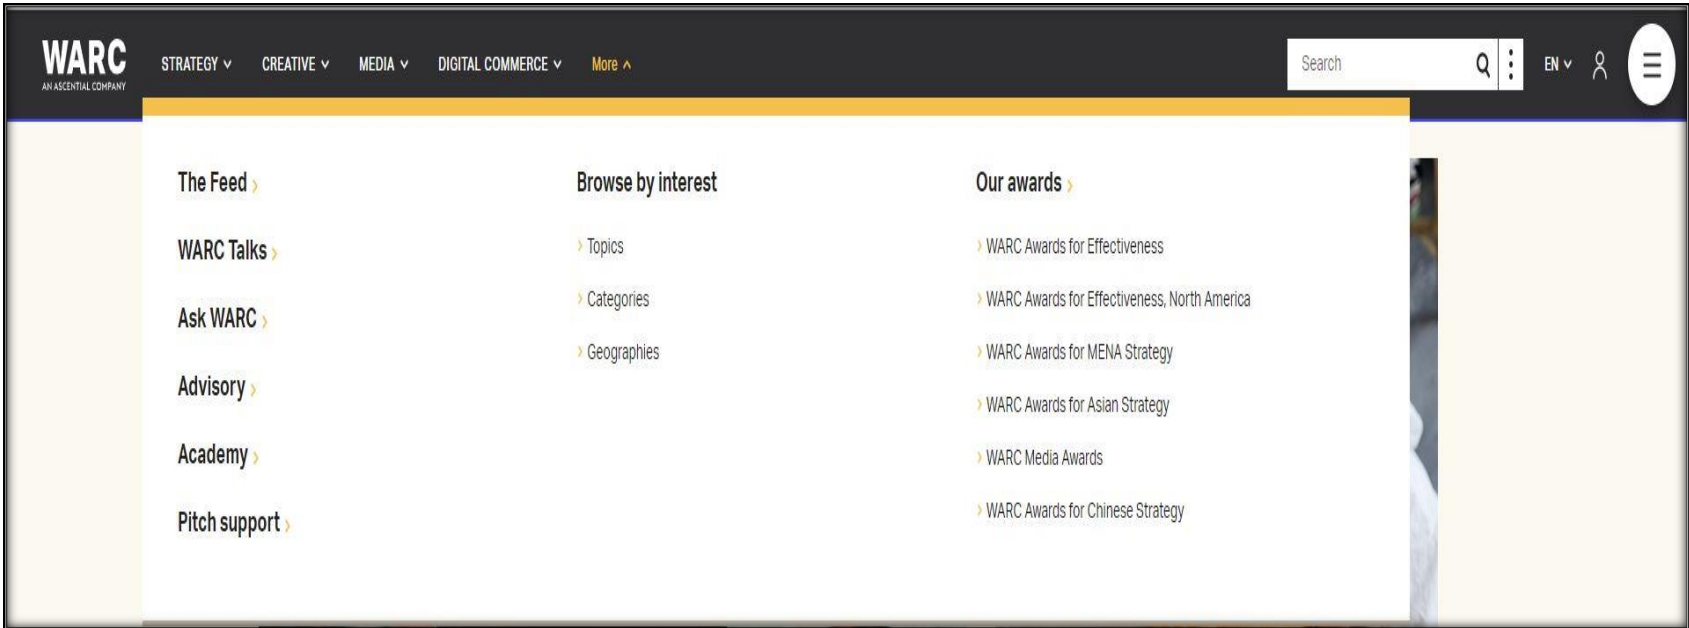 WARC
AN ASCENTIAL COMPANY
STRATEGY
CREATIVE
MEDIA
DIGITAL COMMERCE
More
Search
EN
The Feed
WARC Talks
Ask WARC
Advisory
Academy
Pitch support
Browse by interest
Topics
Categories
Geographies
Our awards
WARC Awards for Effectiveness
WARC Awards for Effectiveness, North America
WARC Awards for MENA Strategy
WARC Awards for Asian Strategy
WARC Media Awards
WARC Awards for Chinese Strategy